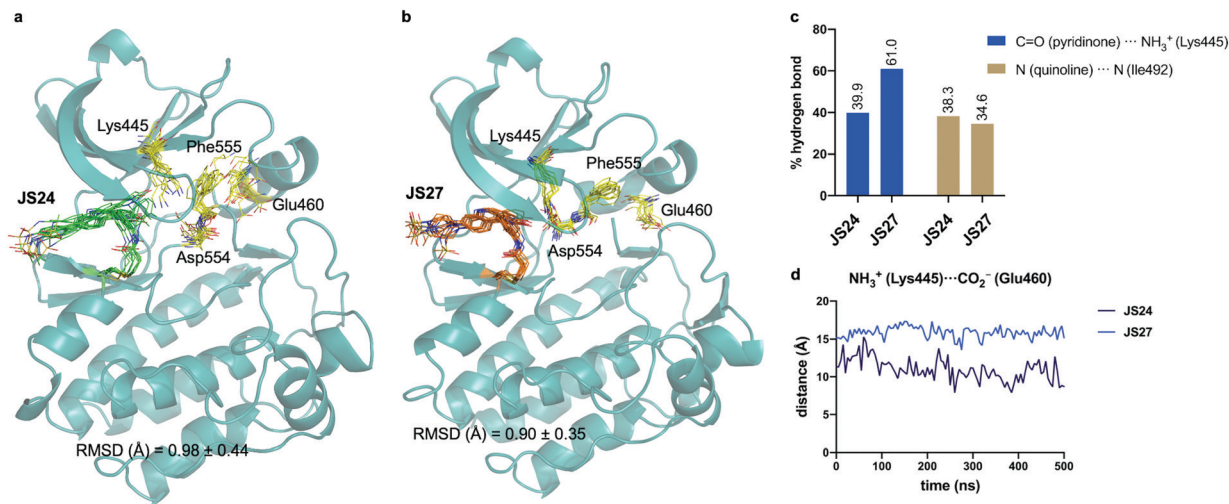 a
Lys445
Phe555
JS24
Glu460
Asp554
RMSD (Å) = 0.98 ± 0.44
b
Lys445
Phe555
JS27
Glu460
Asp554
RMSD (Å) = 0.90 ± 0.35
c
% hydrogen bond
80
60
40
20
0
39.9
61.0
38.3
34.6
JS24
JS27
JS24
JS27
C=O (pyridinone) ··· NH₃⁺ (Lys445)
N (quinoline) ··· N (Ile492)
d
NH₃⁺ (Lys445)···CO₂⁻ (Glu460)
distance (Å)
20
15
10
5
0
0 100 200 300 400 500
time (ns)
JS24
JS27